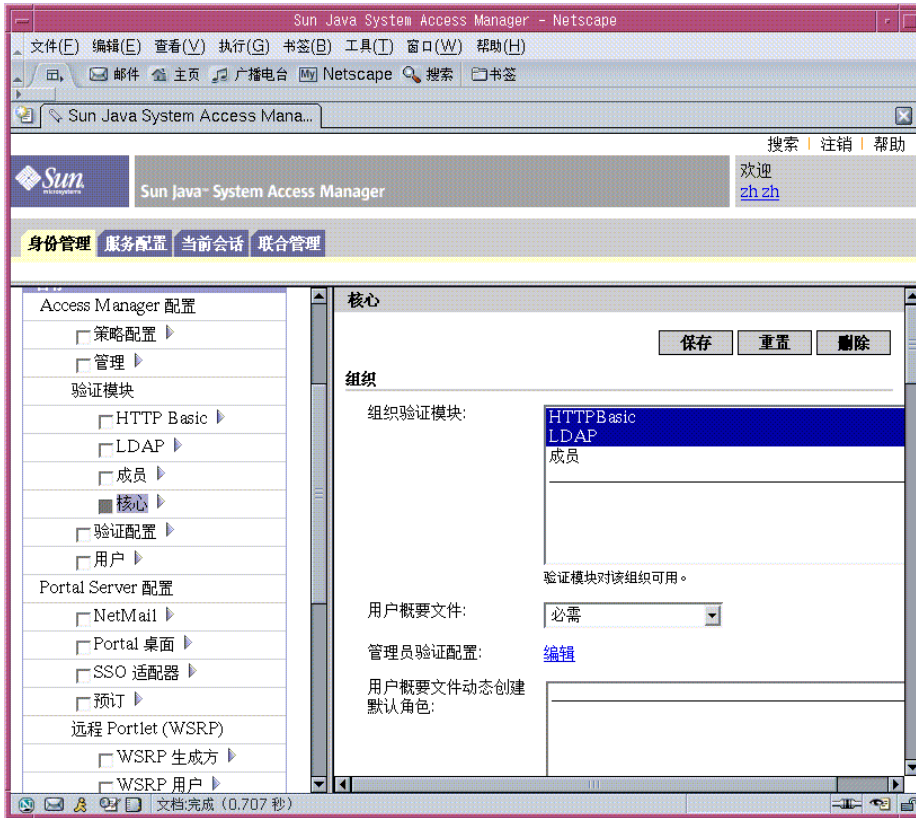 Sun Java System Access Manager - Netscape
文件(F) 编辑(E) 查看(V) 执行(G) 书签(B) 工具(T) 窗口(W) 帮助(H)
邮件 主页 广播电台 My Netscape 搜索 书签
Sun Java System Access Mana...
搜索 | 注销 | 帮助
Sun
microsystems
Sun Java™ System Access Manager
欢迎
zh zh
身份管理 服务配置 当前会话 联合管理
Access Manager 配置
策略配置
管理
验证模块
HTTP Basic
LDAP
成员
核心
验证配置
用户
Portal Server 配置
NetMail
Portal 桌面
SSO 适配器
预订
远程 Portlet (WSRP)
WSRP 生成方
WSRP 用户
核心
保存 重置 删除
组织
组织验证模块:
HTTPBasic
LDAP
成员
验证模块对该组织可用。
用户概要文件:
必需
管理员验证配置:
编辑
用户概要文件动态创建
默认角色:
文档:完成 (0.707 秒)